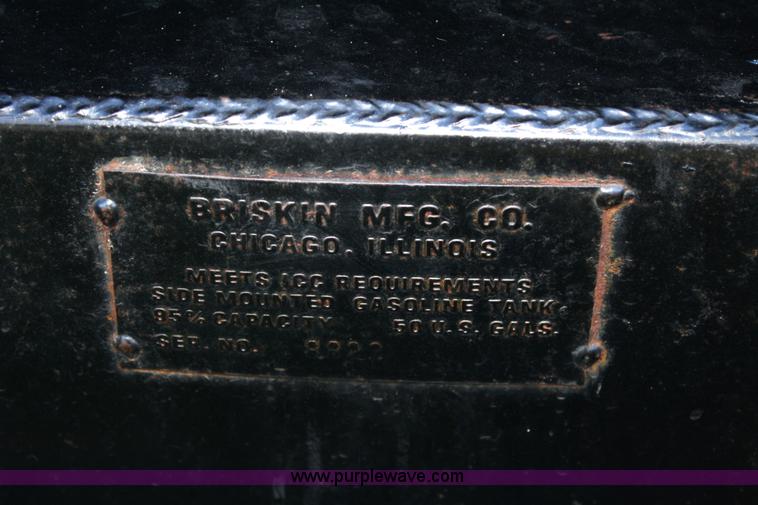 BRISKIN MFG. CO.
CHICAGO, ILLINOIS
MEETS ICC REQUIREMENTS
SIDE MOUNTED GASOLINE TANK
95% CAPACITY 50 U.S. GALS.
SER. NO.
www.purplewave.com